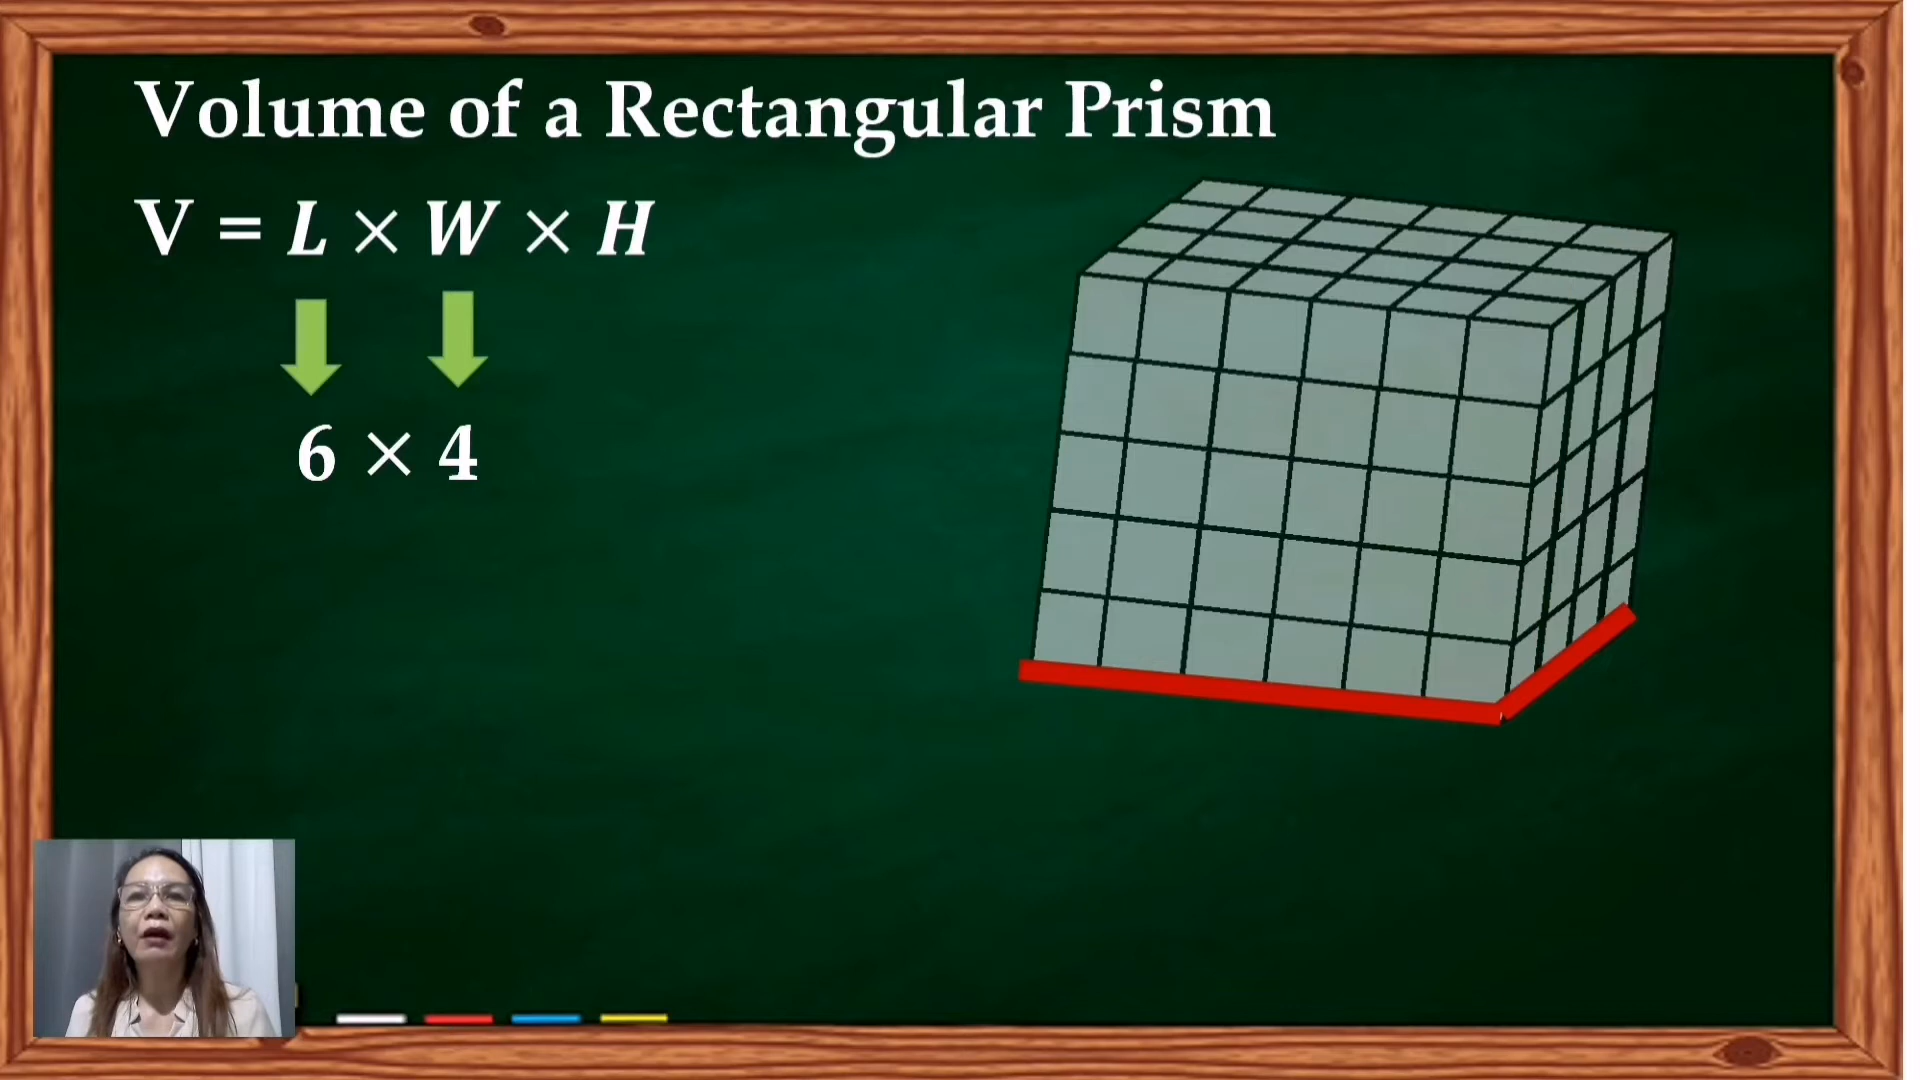 Volume of a Rectangular Prism
V = L × W × H
6 × 4